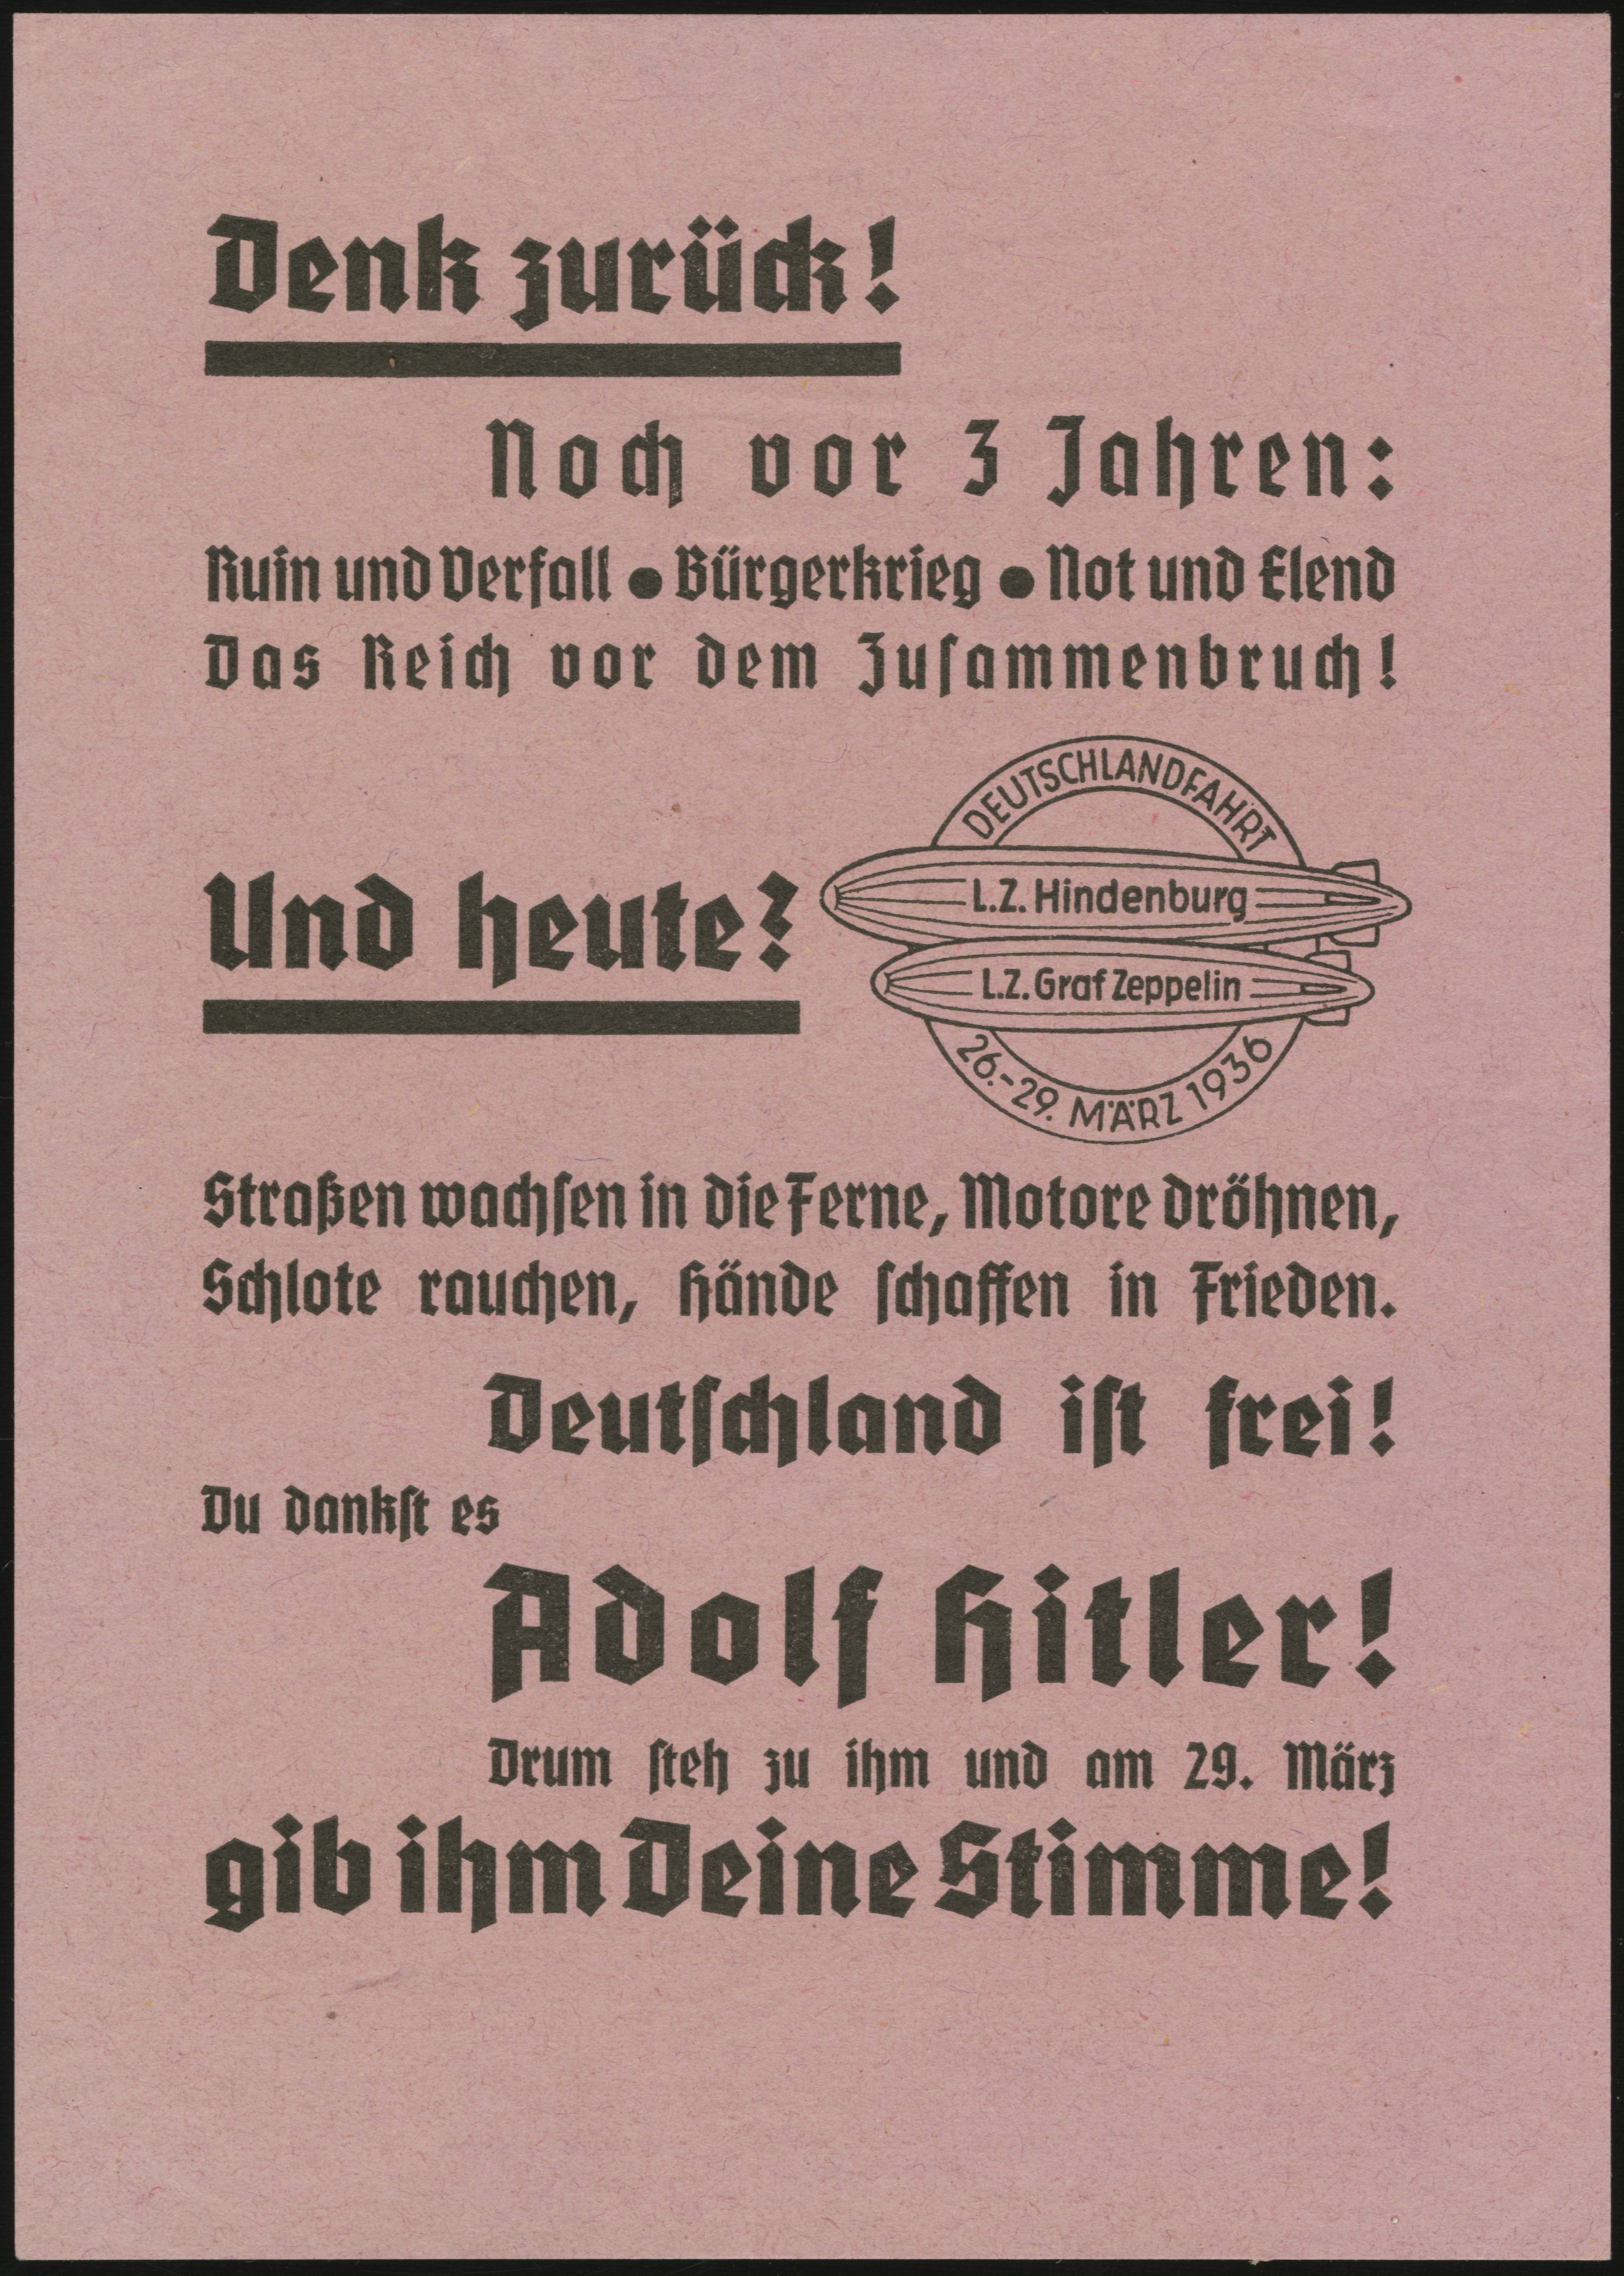 Denk zurück!
Noch vor 3 Jahren:
Ruin und Verfall ● Bürgerkrieg ● Not und Elend
Das Reich vor dem Zuſammenbruch!
DEUTSCHLANDFAHRT
L.Z. Hindenburg
Und heute?
L.Z. Graf Zeppelin
26.-29. MÄRZ 1936
Straßen wachſen in die Ferne, Motore dröhnen,
Schlote rauchen, Hände ſchaffen in Frieden.
Deutſchland iſt frei!
Du dankſt es
Adolf Hitler!
Drum ſteh zu ihm und am 29. März
gib ihm Deine Stimme!